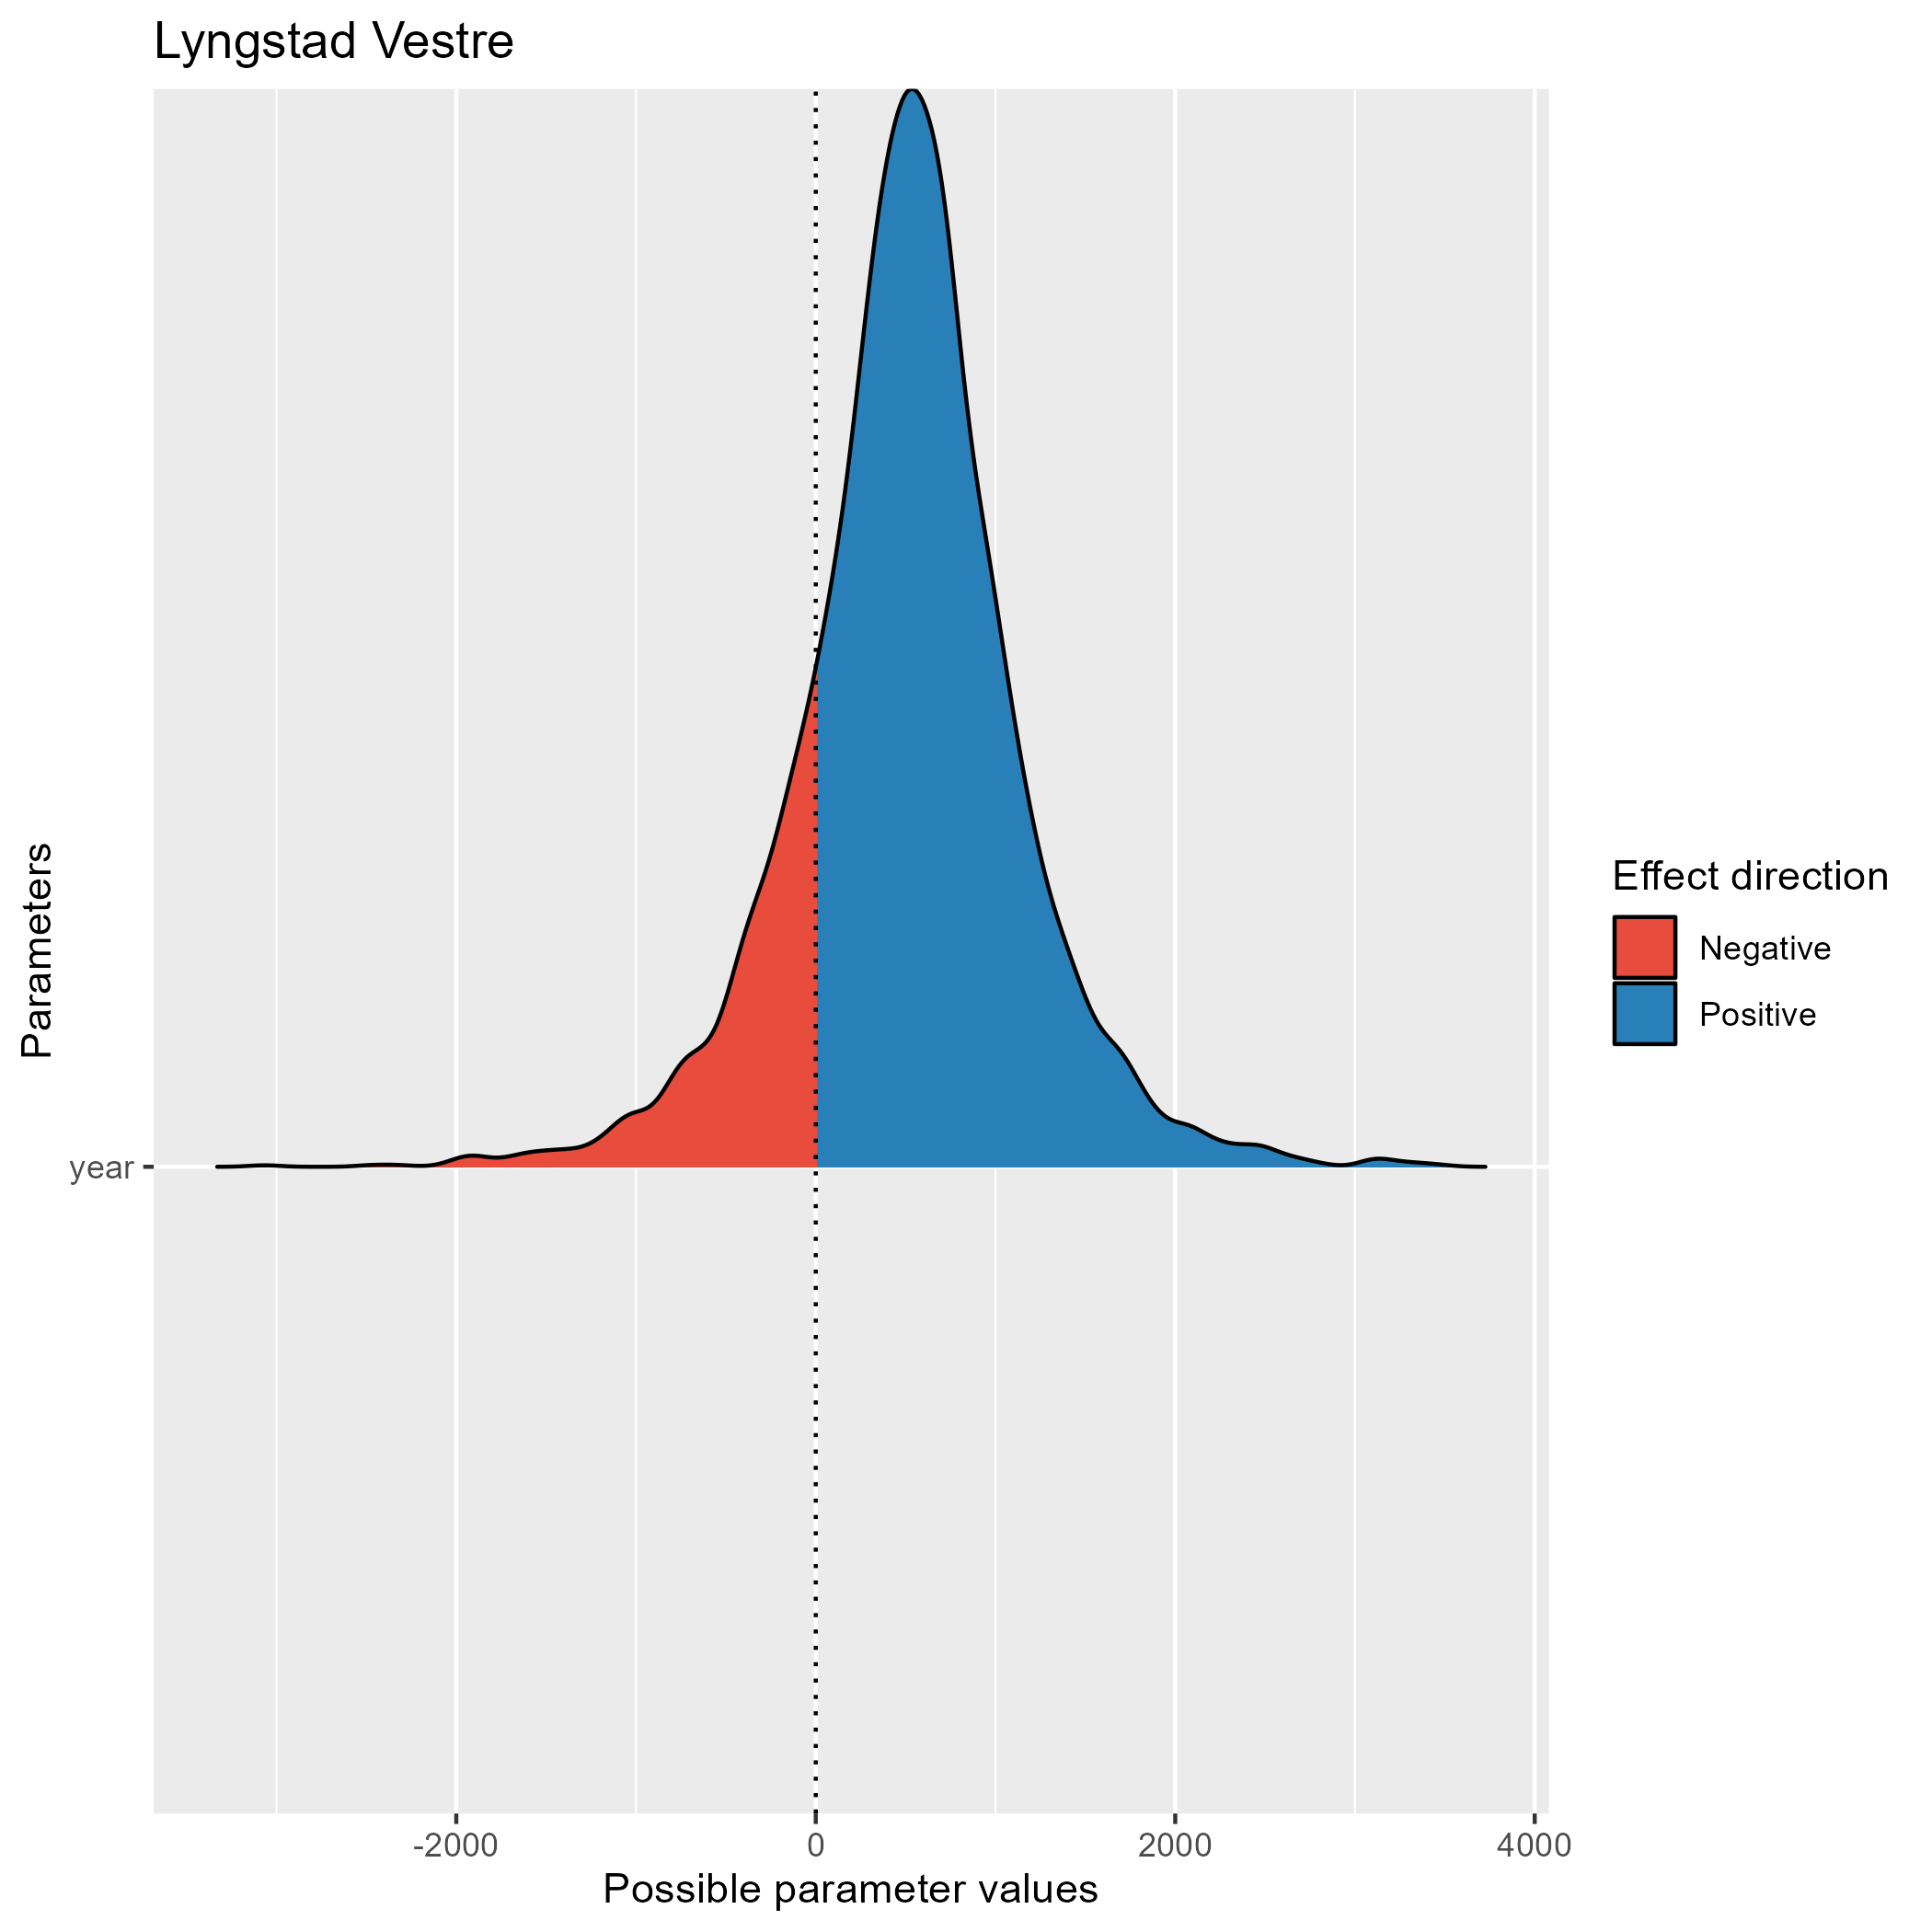 Lyngstad Vestre
Parameters
year
-2000
0
2000
4000
Possible parameter values
Effect direction
Negative
Positive